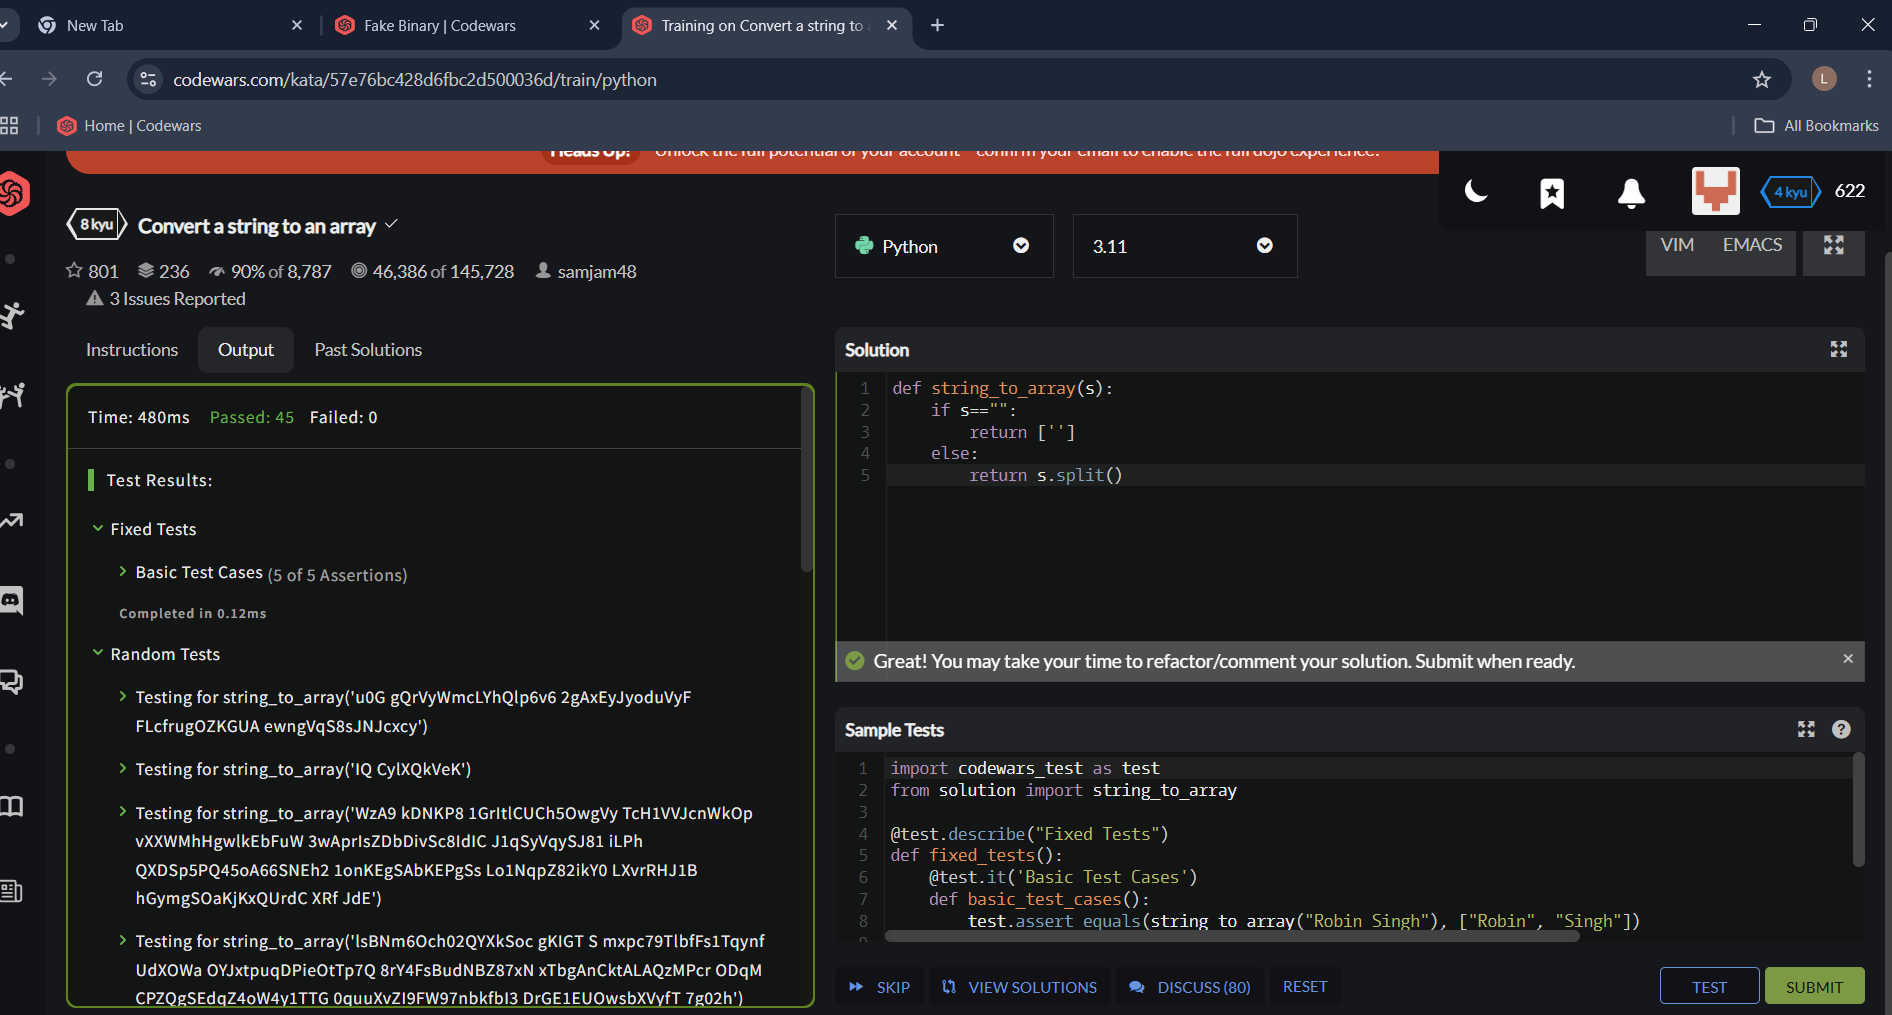 New Tab
Fake Binary | Codewars
Training on Convert a string to a
codewars.com/kata/57e76bc428d6fbc2d500036d/train/python
L
Home | Codewars
All Bookmarks
Heads Up! Unlock the full potential of your account - confirm your email to enable the full dojo experience.
4 kyu 622
8 kyu Convert a string to an array
801 236 90% of 8,787 46,386 of 145,728 samjam48
3 Issues Reported
Python
3.11
VIM EMACS
Instructions Output Past Solutions
Time: 480ms Passed: 45 Failed: 0
Test Results:
Fixed Tests
Basic Test Cases (5 of 5 Assertions)
Completed in 0.12ms
Random Tests
Testing for string_to_array('u0G gQrVyWmcLYhQlp6v6 2gAxEyJyoduVyF
FLcfrugOZKGUA ewngVqS8sJNJcxcy')
Testing for string_to_array('IQ CylXQkVeK')
Testing for string_to_array('WzA9 kDNKP8 1GrItlCUCh5OwgVy TcH1VVJcnWkOp
vXXWMhHgwlkEbFuW 3wAprIsZDbDivSc8IdIC J1qSyVqySJ81 iLPh
QXDSp5PQ45oA66SNEh2 1onKEgSAbKEPgSs Lo1NqpZ82ikY0 LXvrRHJ1B
hGymgSOaKjKxQUrdC XRf JdE')
Testing for string_to_array('lsBNm6Och02QYXkSoc gKIGT S mxpc79TlbfFs1Tqynf
UdXOWa OYJxtpuqDPieOtTp7Q 8rY4FsBudNBZ87xN xTbgAnCktALAQzMPcr ODqM
CPZQgSEdqZ4oW4y1TTG 0quuXvZI9FW97nbkfbI3 DrGE1EUOwsbXVyfT 7g02h')
Solution
1 def string_to_array(s):
2 if s=="":
3 return ['']
4 else:
5 return s.split()
Great! You may take your time to refactor/comment your solution. Submit when ready.
Sample Tests
1 import codewars_test as test
2 from solution import string_to_array
3
4 @test.describe("Fixed Tests")
5 def fixed_tests():
6 @test.it('Basic Test Cases')
7 def basic_test_cases():
8 test.assert_equals(string_to_array("Robin Singh"), ["Robin", "Singh"])
SKIP VIEW SOLUTIONS DISCUSS (80) RESET
TEST SUBMIT